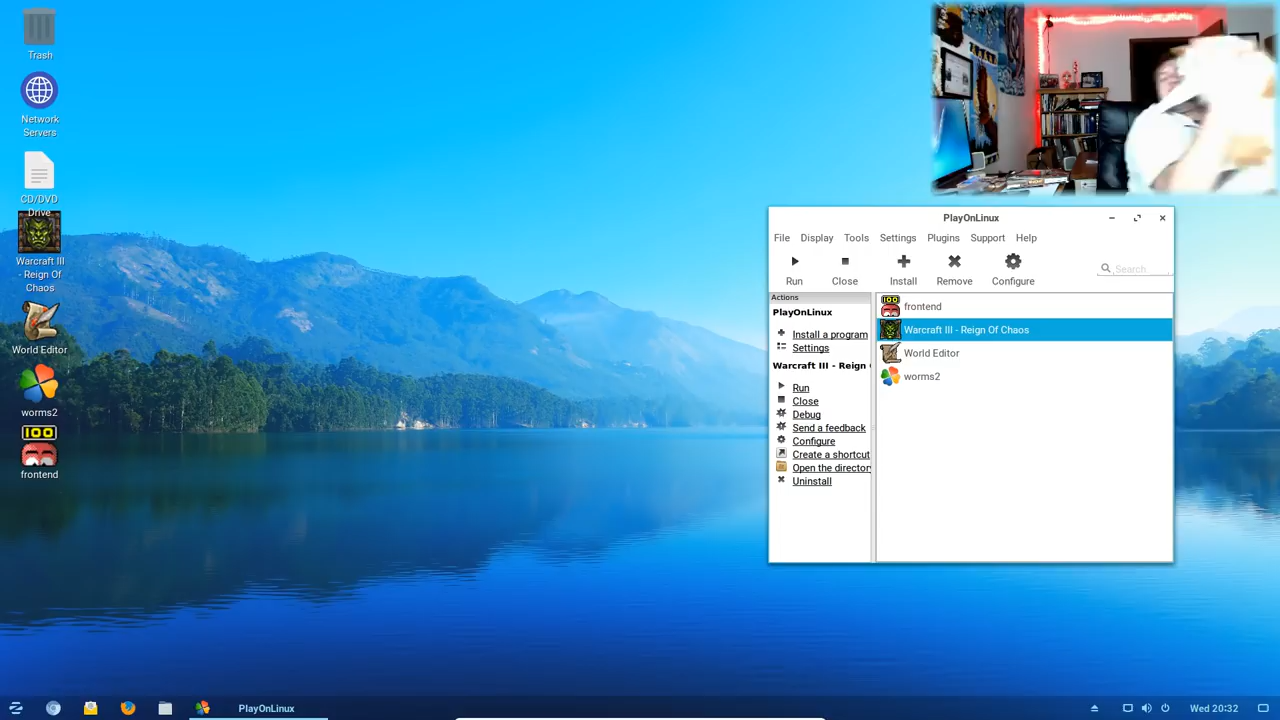 Trash
Network
Servers
CD/DVD
Drive
Warcraft III
- Reign Of
Chaos
World Editor
worms2
100
frontend
PlayOnLinux
File Display Tools Settings Plugins Support Help
Run Close Install Remove Configure
Search
Actions
PlayOnLinux
Install a program
Settings
Warcraft III - Reign
Run
Close
Debug
Send a feedback
Configure
Create a shortcut
Open the directory
Uninstall
100
frontend
Warcraft III - Reign Of Chaos
World Editor
worms2
PlayOnLinux
Wed 20:32